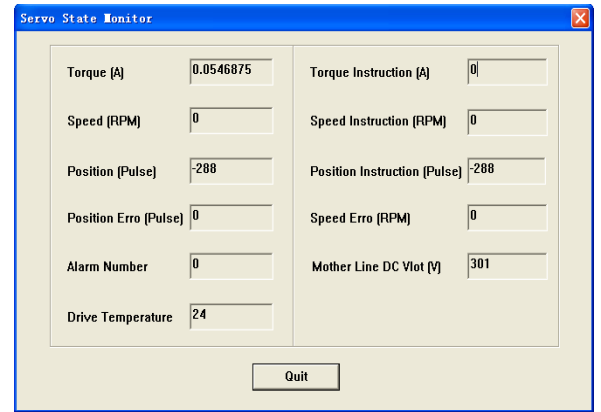 Servo State Monitor
Torque (A) 0.0546875 Torque Instruction (A) 0
Speed (RPM) 0 Speed Instruction (RPM) 0
Position (Pulse) -288 Position Instruction (Pulse) -288
Position Erro (Pulse) 0 Speed Erro (RPM) 0
Alarm Number 0 Mother Line DC Vlot (V) 301
Drive Temperature 24
Quit